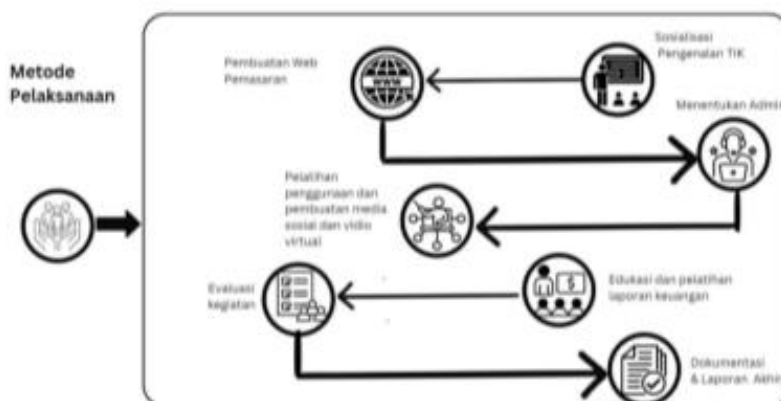 Metode
Pelaksanaan
Sosialisasi
Pengenalan TIK
Pembuatan Web
Pemasaran
WWW
Menentukan Admin
Pelatihan
penggunaan dan
pembuatan media
sosial dan vidio
virtual
Edukasi dan pelatihan
laporan keuangan
Evaluasi
kegiatan
Dokumentasi
& Laporan Akhir